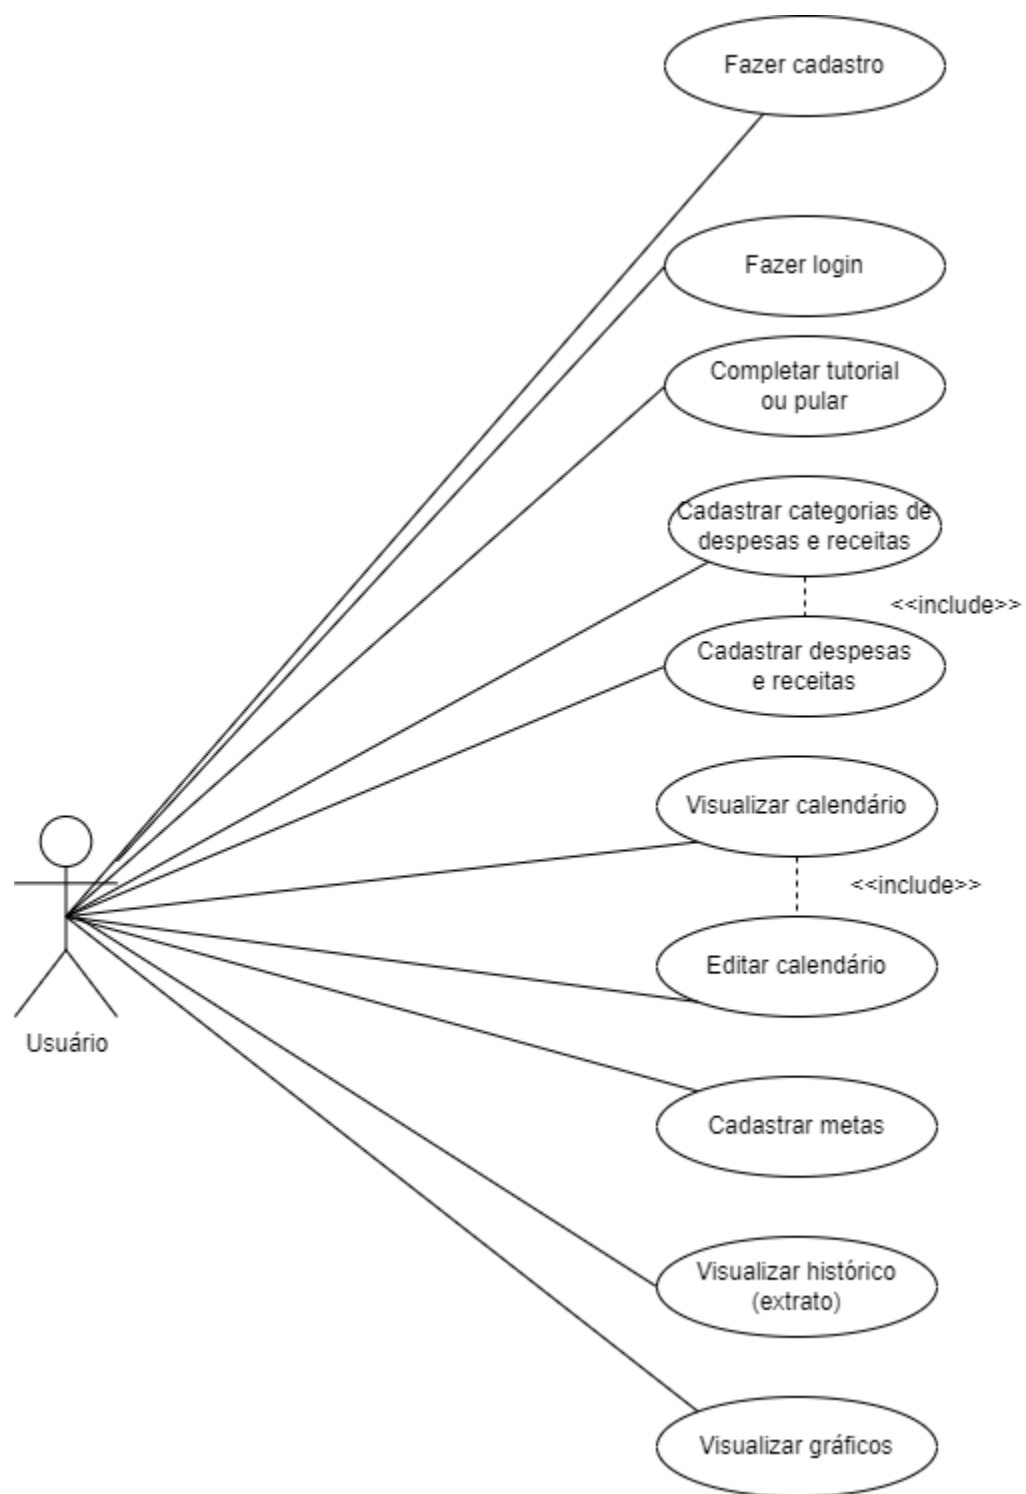 Fazer cadastro
Fazer login
Completar tutorial
ou pular
Cadastrar categorias de
despesas e receitas
<<include>>
Cadastrar despesas
e receitas
Visualizar calendário
<<include>>
Editar calendário
Usuário
Cadastrar metas
Visualizar histórico
(extrato)
Visualizar gráficos